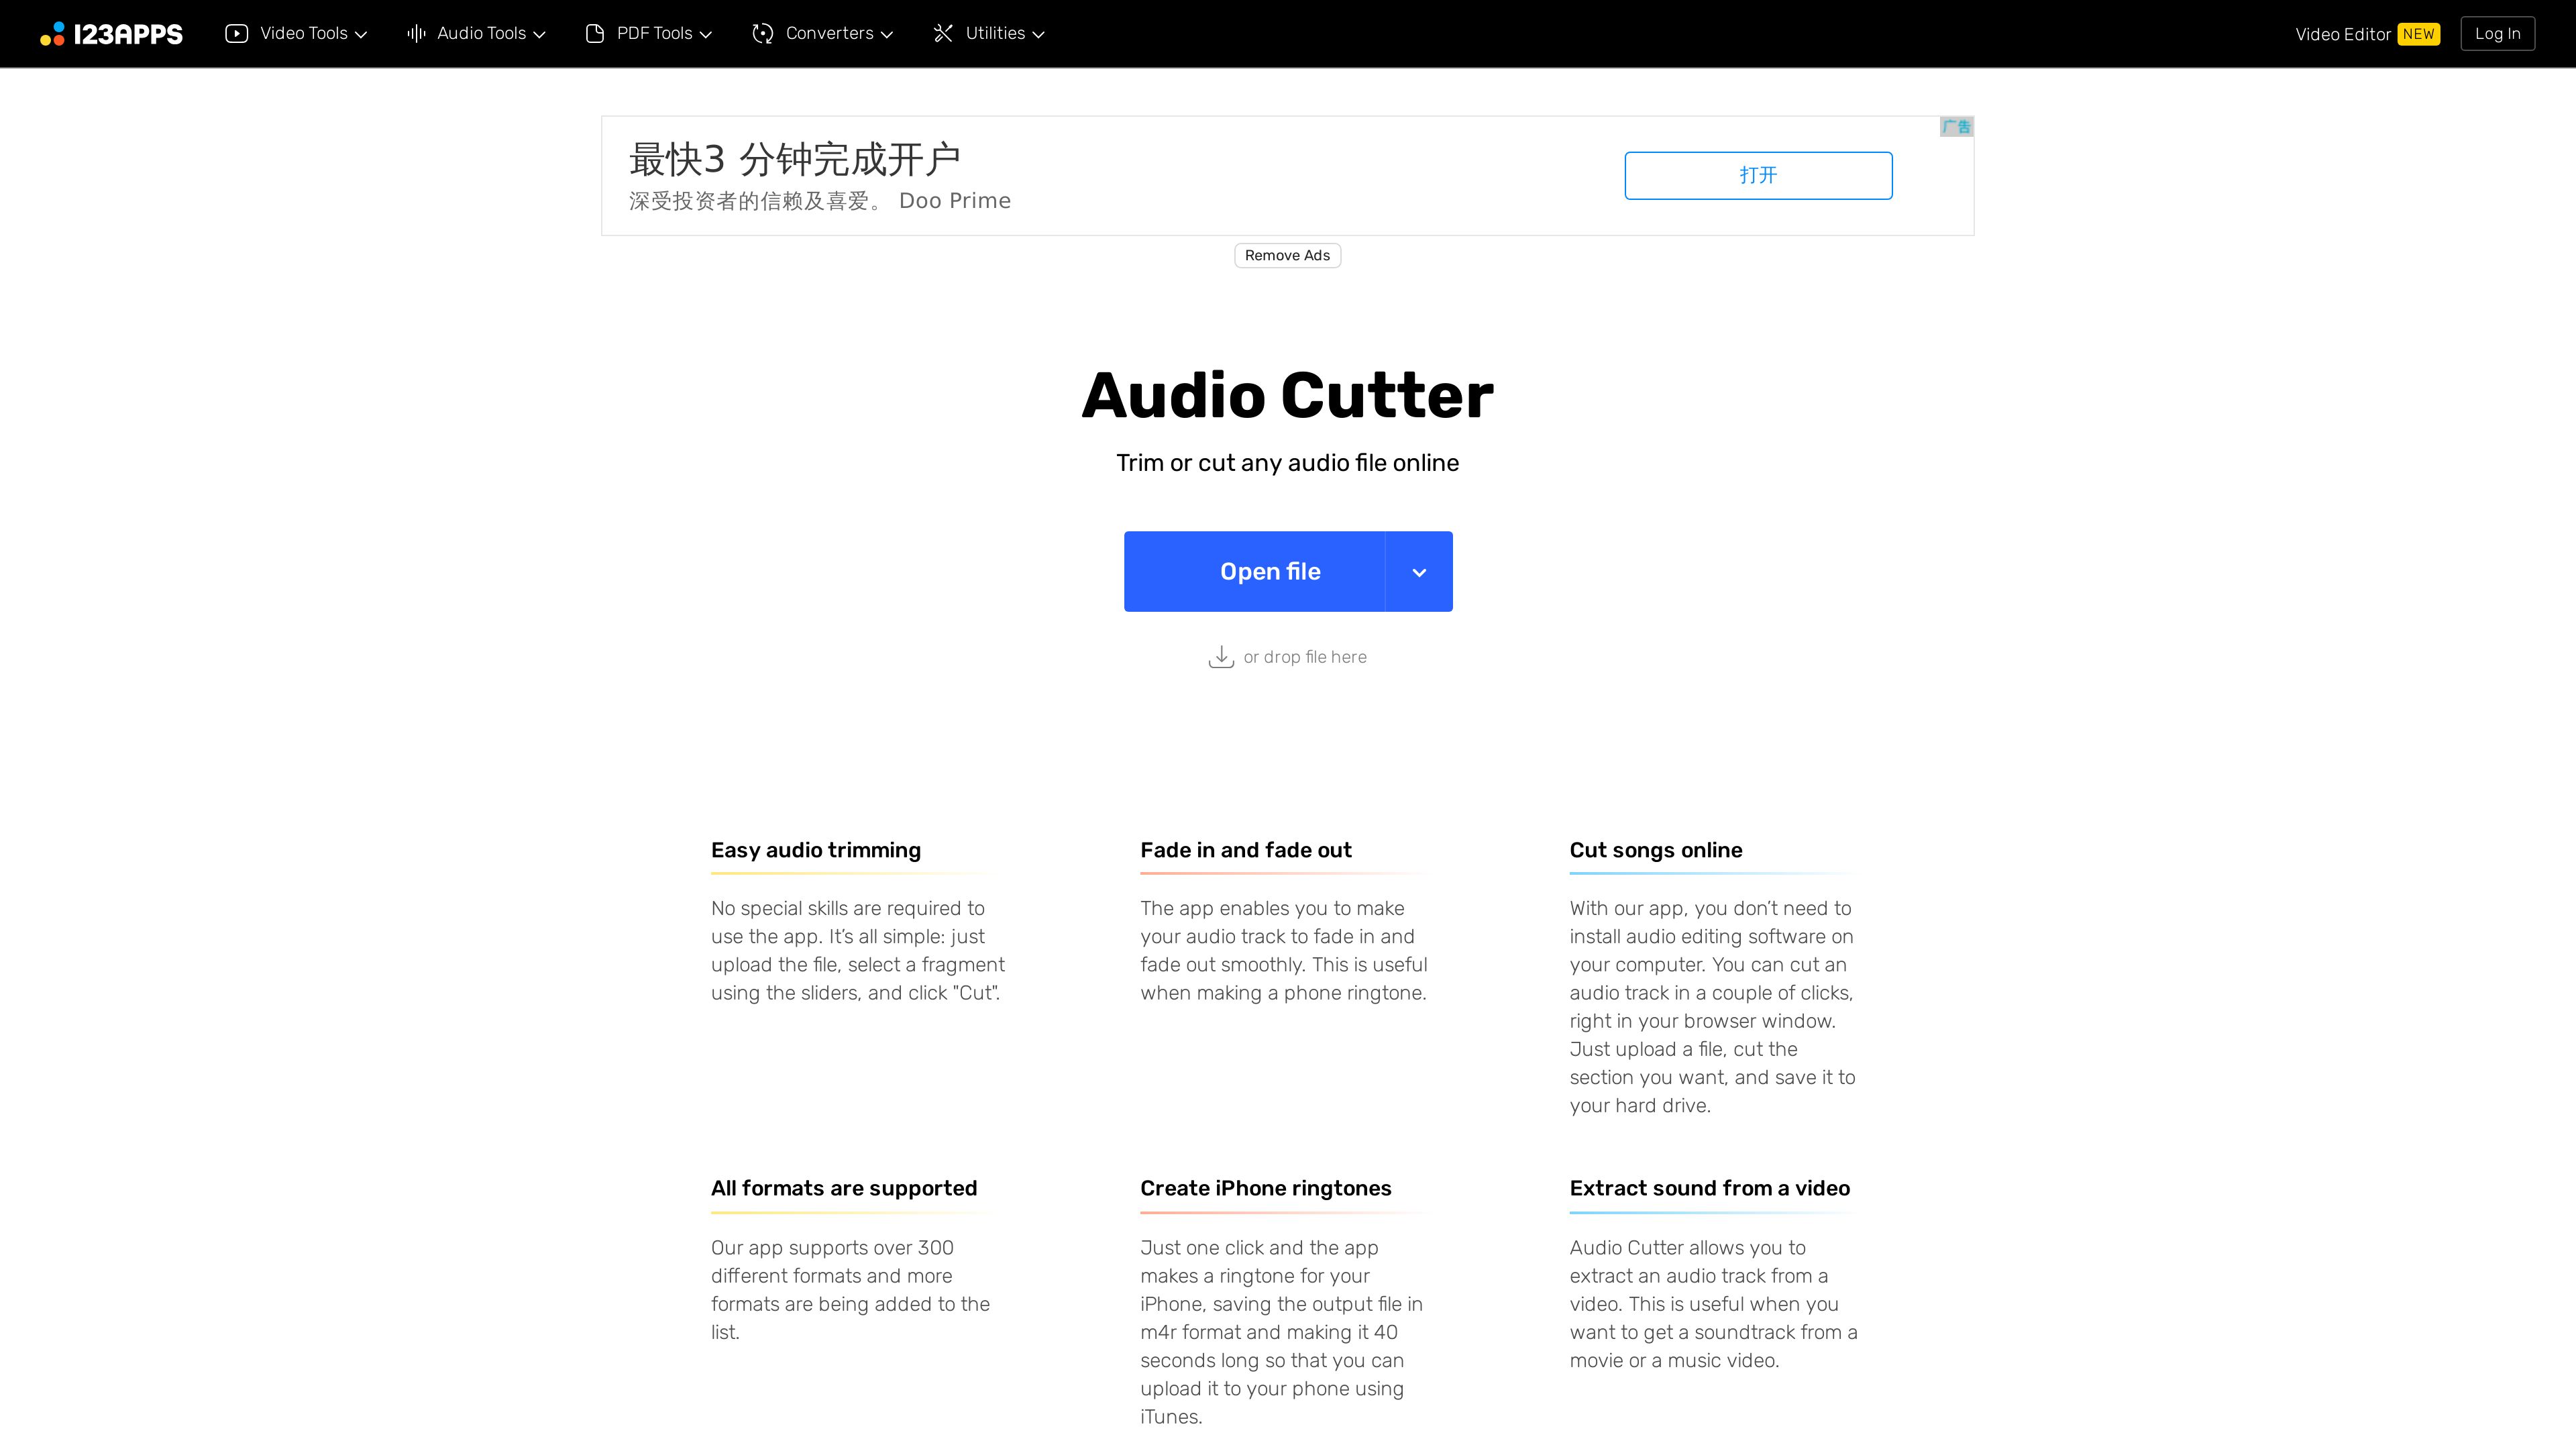 123APPS
Video Tools
Audio Tools
PDF Tools
Converters
Utilities
Video Editor NEW
Log In
广告
最快3 分钟完成开户
深受投资者的信赖及喜爱。 Doo Prime
打开
Remove Ads
Audio Cutter
Trim or cut any audio file online
Open file
or drop file here
Easy audio trimming
No special skills are required to
use the app. It’s all simple: just
upload the file, select a fragment
using the sliders, and click "Cut".
Fade in and fade out
The app enables you to make
your audio track to fade in and
fade out smoothly. This is useful
when making a phone ringtone.
Cut songs online
With our app, you don’t need to
install audio editing software on
your computer. You can cut an
audio track in a couple of clicks,
right in your browser window.
Just upload a file, cut the
section you want, and save it to
your hard drive.
All formats are supported
Our app supports over 300
different formats and more
formats are being added to the
list.
Create iPhone ringtones
Just one click and the app
makes a ringtone for your
iPhone, saving the output file in
m4r format and making it 40
seconds long so that you can
upload it to your phone using
iTunes.
Extract sound from a video
Audio Cutter allows you to
extract an audio track from a
video. This is useful when you
want to get a soundtrack from a
movie or a music video.